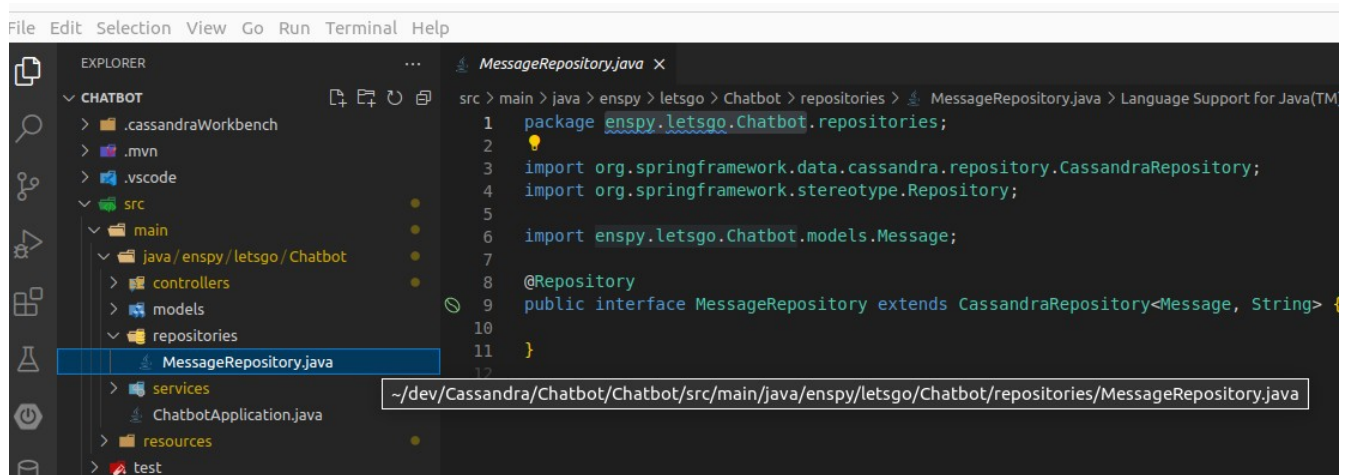 File Edit Selection View Go Run Terminal Help
EXPLORER
CHATBOT
.cassandraWorkbench
.mvn
.vscode
src
main
java/enspy/letsgo/Chatbot
controllers
models
repositories
MessageRepository.java
services
ChatbotApplication.java
resources
test
MessageRepository.java
src > main > java > enspy > letsgo > Chatbot > repositories > MessageRepository.java > Language Support for Java(TM)
1 package enspy.letsgo.Chatbot.repositories;
2
3 import org.springframework.data.cassandra.repository.CassandraRepository;
4 import org.springframework.stereotype.Repository;
5
6 import enspy.letsgo.Chatbot.models.Message;
7
8 @Repository
9 public interface MessageRepository extends CassandraRepository<Message, String> {
10
11 }
12
~/dev/Cassandra/Chatbot/Chatbot/src/main/java/enspy/letsgo/Chatbot/repositories/MessageRepository.java